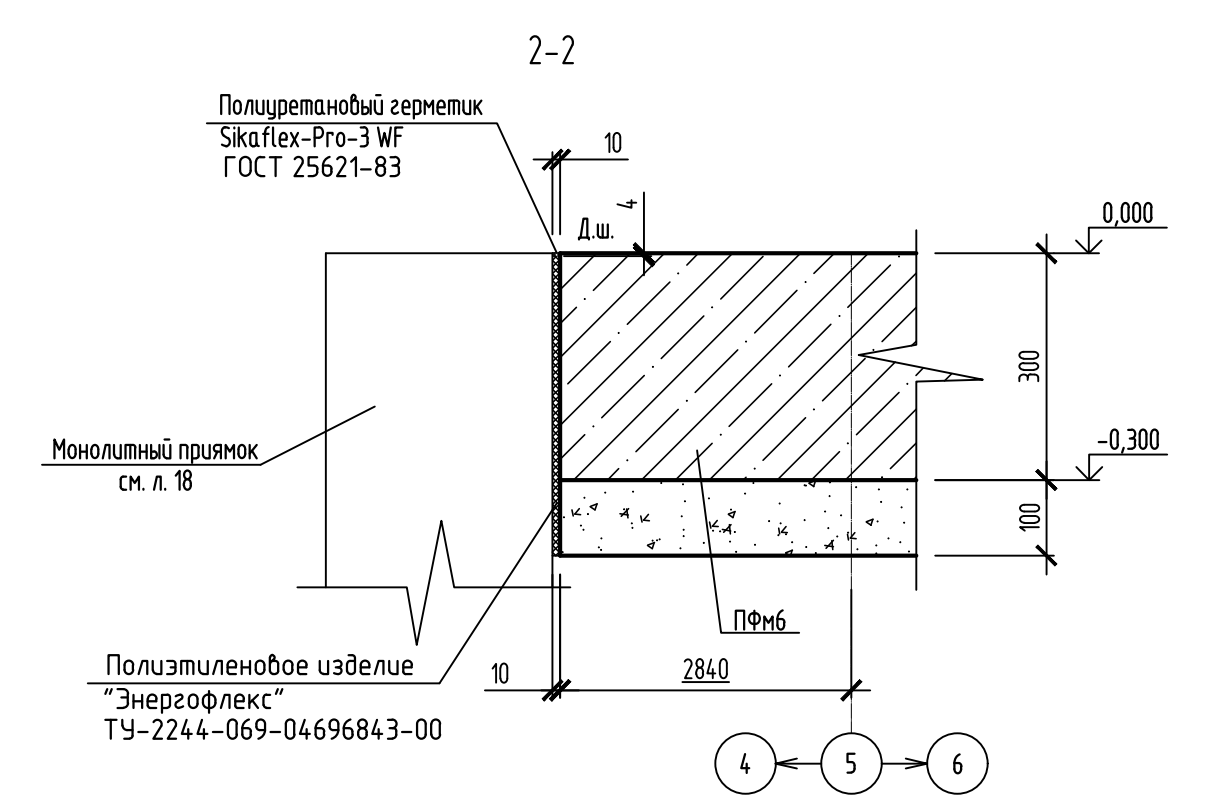 2-2
Полиуретановый герметик
Sikaflex-Pro-3 WF
ГОСТ 25621-83
10
4
Д.ш.
0,000
300
Монолитный приямок
см. л. 18
-0,300
100
ПФм6
Полиэтиленовое изделие
"Энергофлекс"
ТУ-2244-069-04696843-00
10
2840
4
5
6